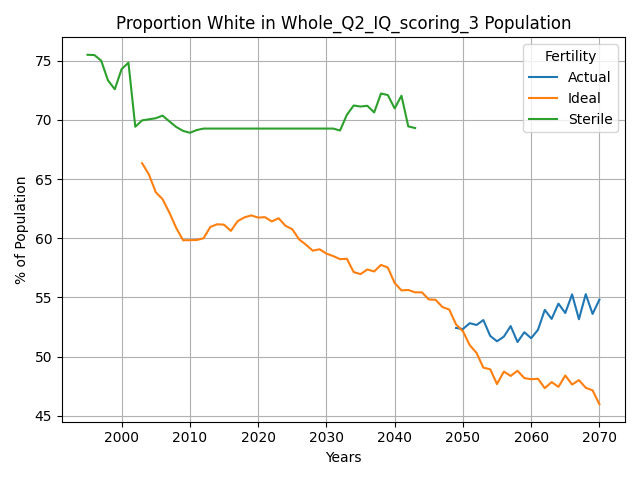 Proportion White in Whole_Q2_IQ_scoring_3 Population
% of Population
75
70
65
60
55
50
45
Fertility
Actual
Ideal
Sterile
2000 2010 2020 2030 2040 2050 2060 2070
Years